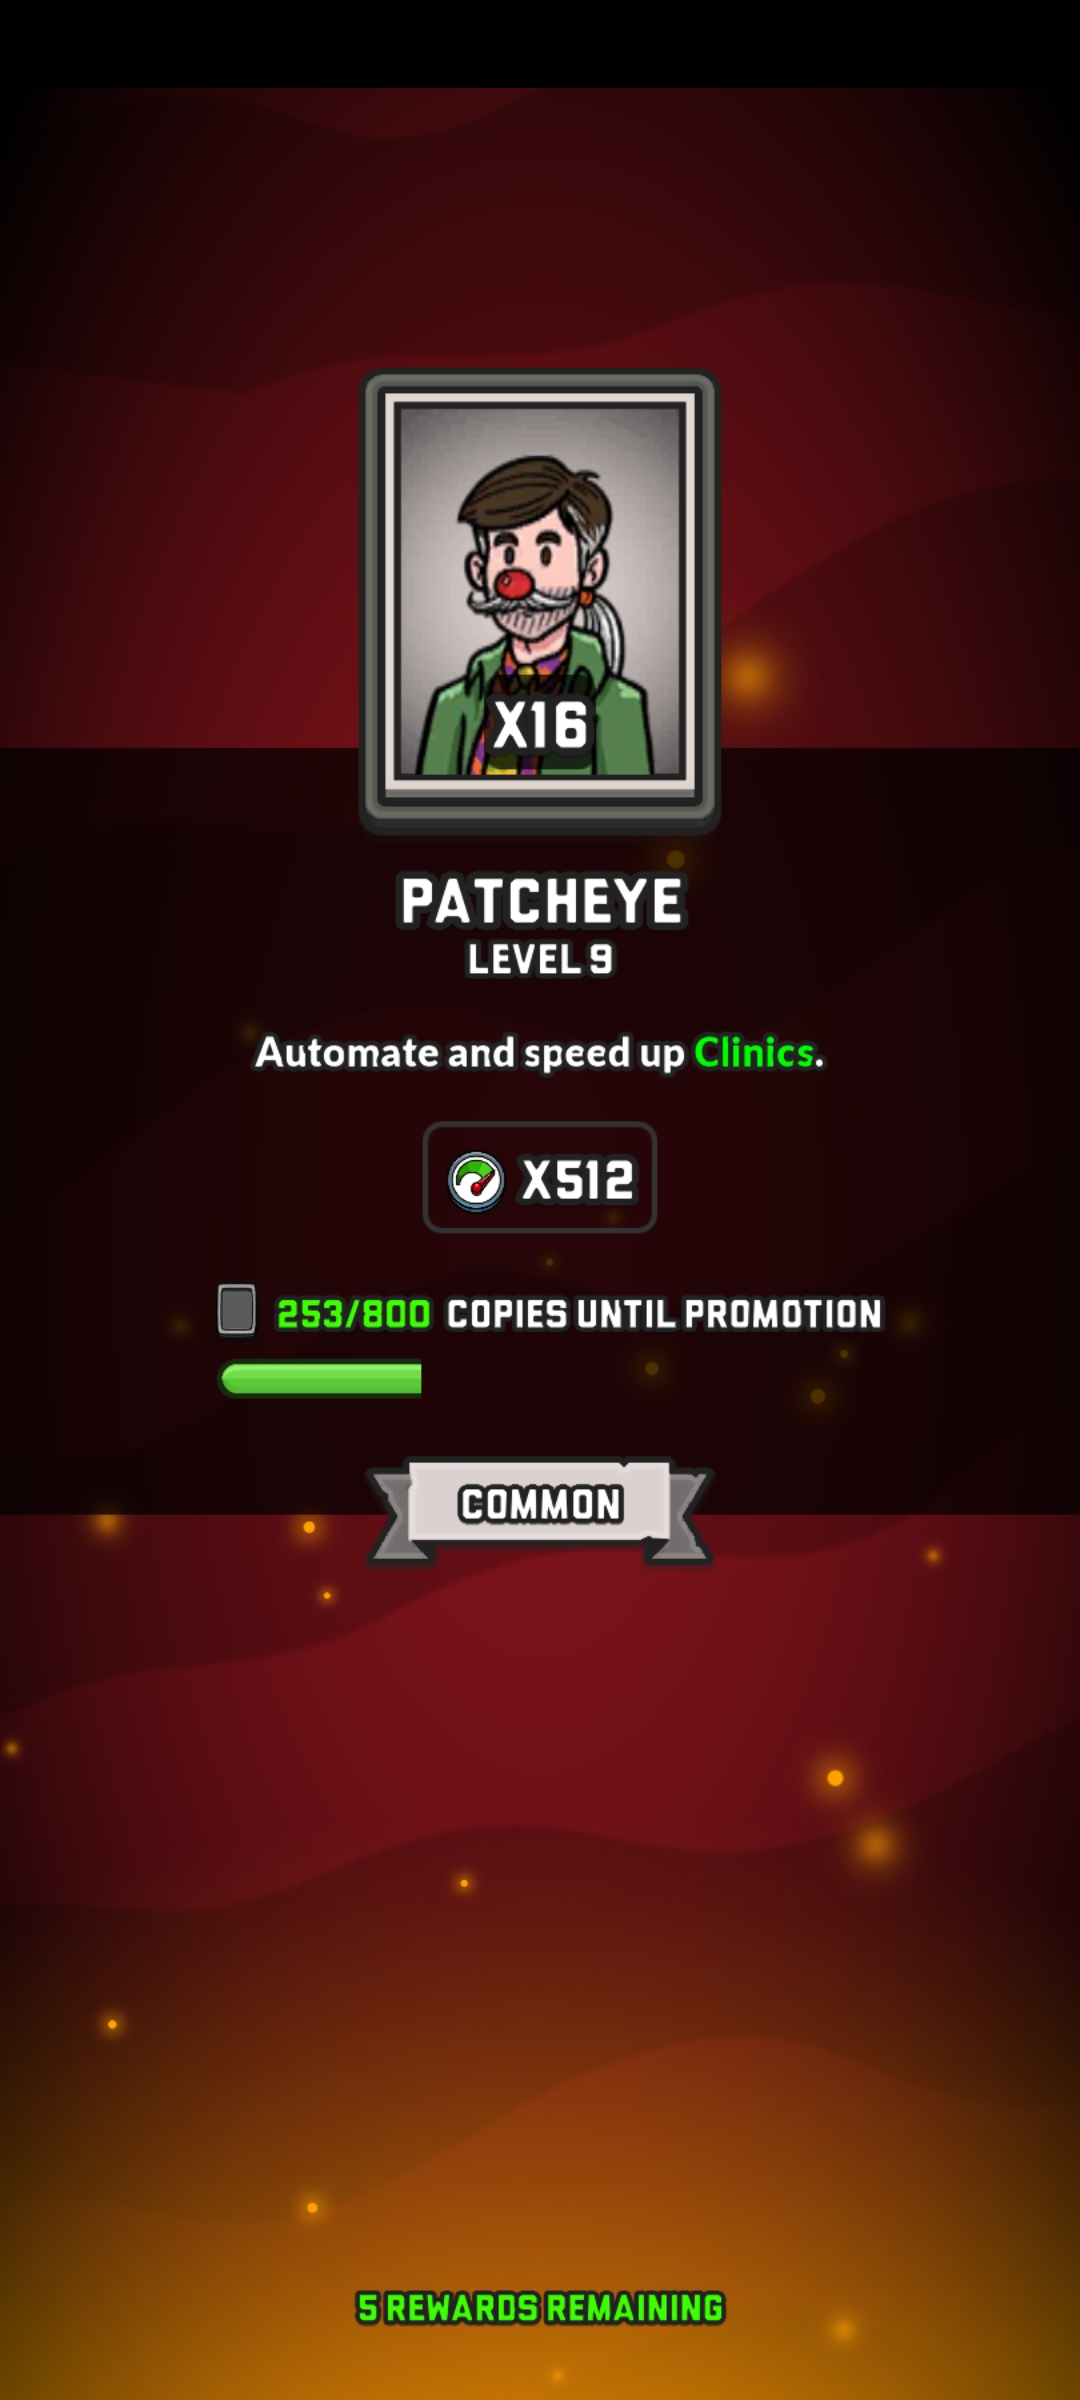 X16
PATCHEYE
LEVEL 9
Automate and speed up Clinics.
X512
253/800 COPIES UNTIL PROMOTION
COMMON
5 REWARDS REMAINING